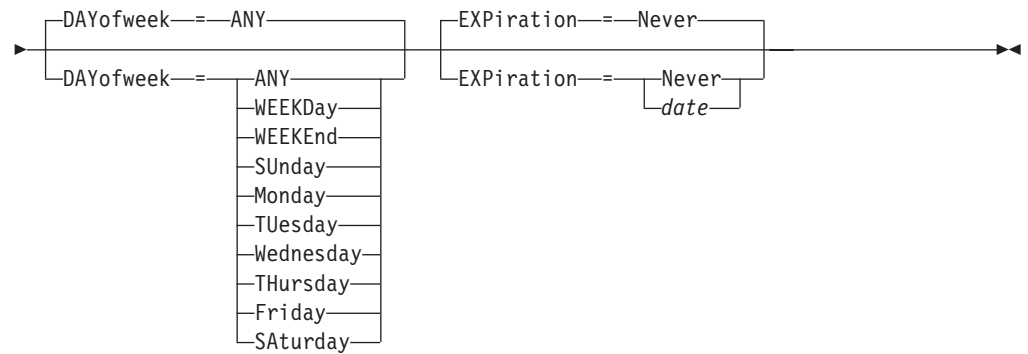 DAYofweek = ANY EXPiration = Never
DAYofweek = ANY EXPiration = Never
WEEKDay date
WEEKEnd
SUnday
Monday
TUesday
Wednesday
THursday
Friday
SAturday